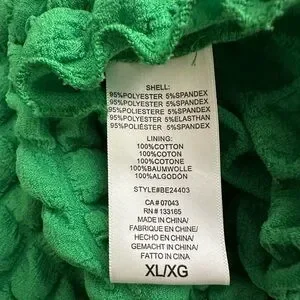 SHELL:
95%POLYESTER 5%SPANDEX
95%POLYESTER 5%SPANDEX
95%POLIESTERE 5%SPANDEX
95%POLYESTER 5%ELASTHAN
95%POLIÉSTER 5%SPANDEX
LINING:
100%COTTON
100%COTON
100%COTONE
100%BAUMWOLLE
100%ALGODÓN
STYLE#BE24403
CA # 07043
RN # 133165
MADE IN CHINA/
FABRIQUE EN CHINE/
HECHO EN CHINA/
GEMACHT IN CHINA/
FATTO IN CINA
XL/XG